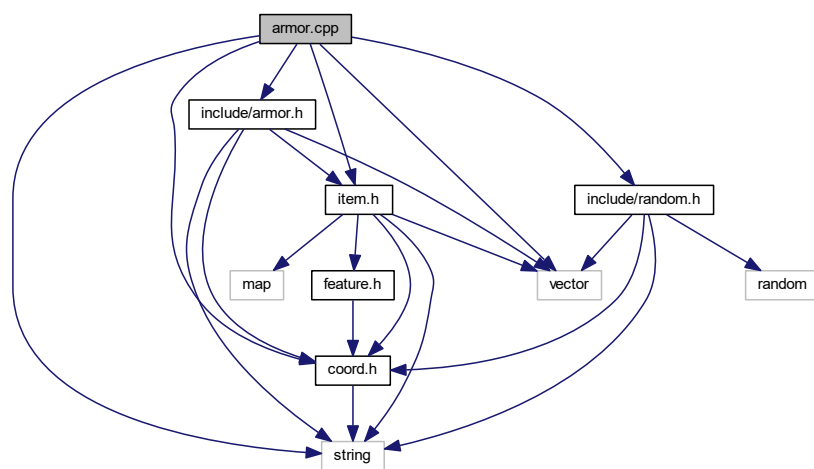 armor.cpp
include/armor.h
item.h
include/random.h
map
feature.h
vector
random
coord.h
string